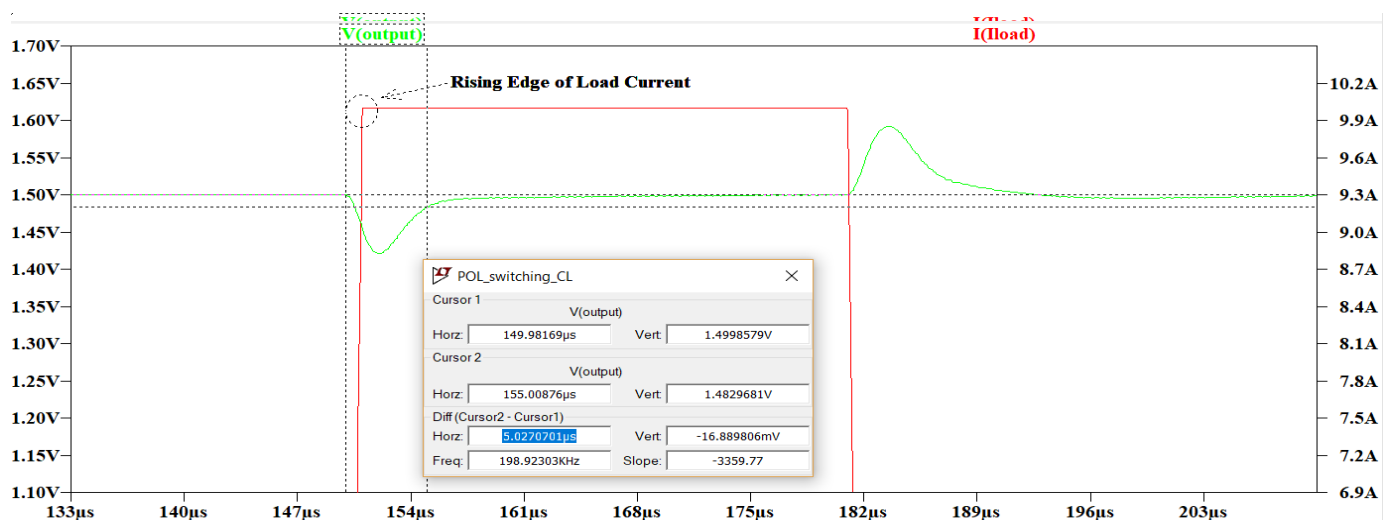 V(output) I(Iload)
V(output) I(Iload)
1.70V
1.65V 10.2A
Rising Edge of Load Current
1.60V 9.9A
1.55V 9.6A
1.50V 9.3A
1.45V 9.0A
1.40V 8.7A
1.35V 8.4A
1.30V 8.1A
1.25V 7.8A
1.20V 7.5A
1.15V 7.2A
1.10V 6.9A
133µs 140µs 147µs 154µs 161µs 168µs 175µs 182µs 189µs 196µs 203µs
POL_switching_CL
Cursor 1
V(output)
Horz: 149.98169µs Vert: 1.4998579V
Cursor 2
V(output)
Horz: 155.00876µs Vert: 1.4829681V
Diff (Cursor2 - Cursor1)
Horz: 5.0270701µs Vert: -16.889806mV
Freq: 198.92303KHz Slope: -3359.77